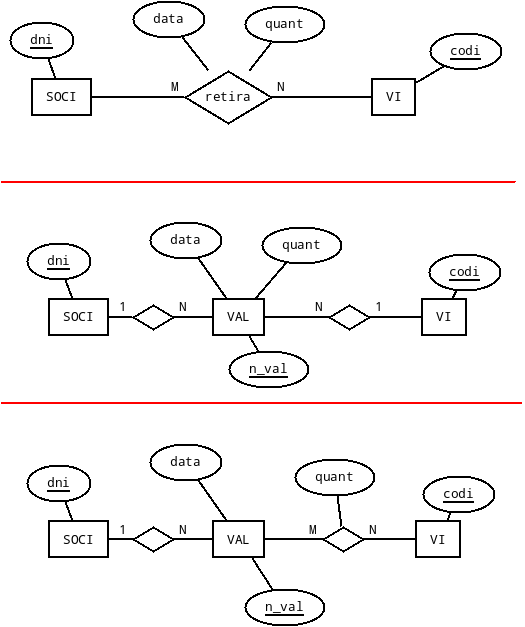 data
quant
dni
codi
SOCI
M
retira
N
VI
data
quant
dni
codi
SOCI
1
N
VAL
N
1
VI
n_val
data
quant
dni
codi
SOCI
1
N
VAL
M
N
VI
n_val